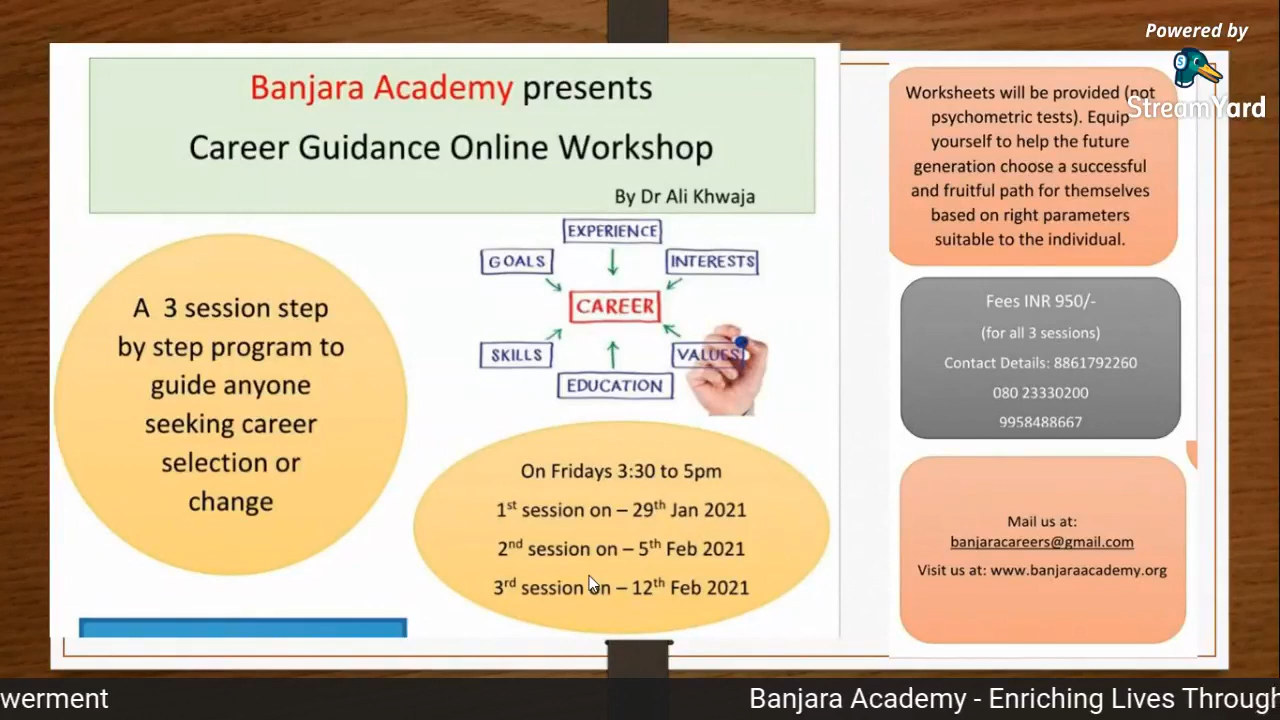 Powered by
StreamYard
Banjara Academy presents
Career Guidance Online Workshop
By Dr Ali Khwaja
EXPERIENCE
GOALS
INTERESTS
CAREER
SKILLS
VALUES
EDUCATION
A 3 session step
by step program to
guide anyone
seeking career
selection or
change
On Fridays 3:30 to 5pm
1st session on – 29th Jan 2021
2nd session on – 5th Feb 2021
3rd session on – 12th Feb 2021
Worksheets will be provided (not
psychometric tests). Equip
yourself to help the future
generation choose a successful
and fruitful path for themselves
based on right parameters
suitable to the individual.
Fees INR 950/-
(for all 3 sessions)
Contact Details: 8861792260
080 23330200
9958488667
Mail us at:
banjaracareers@gmail.com
Visit us at: www.banjaraacademy.org
werment
Banjara Academy - Enriching Lives Through